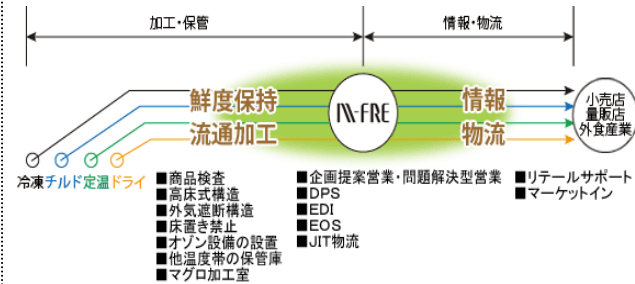 加工・保管
情報・物流
鮮度保持
情報
M-FRE
流通加工
物流
小売店
量販店
外食産業
冷凍 チルド 定温 ドライ
■商品検査
■高床式構造
■外気遮断構造
■床置き禁止
■オゾン設備の設置
■他温度帯の保管庫
■マグロ加工室
■企画提案営業・問題解決型営業
■DPS
■EDI
■EOS
■JIT物流
■リテールサポート
■マーケットイン